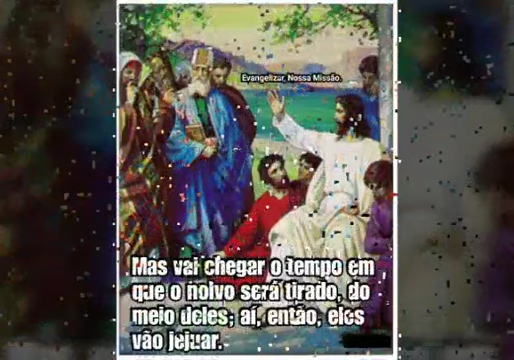 Evangelizar, Nossa Missão.
Mas vai chegar o tempo em
que o noivo será tirado, do
meio deles; aí, então, eles
vão jejuar.